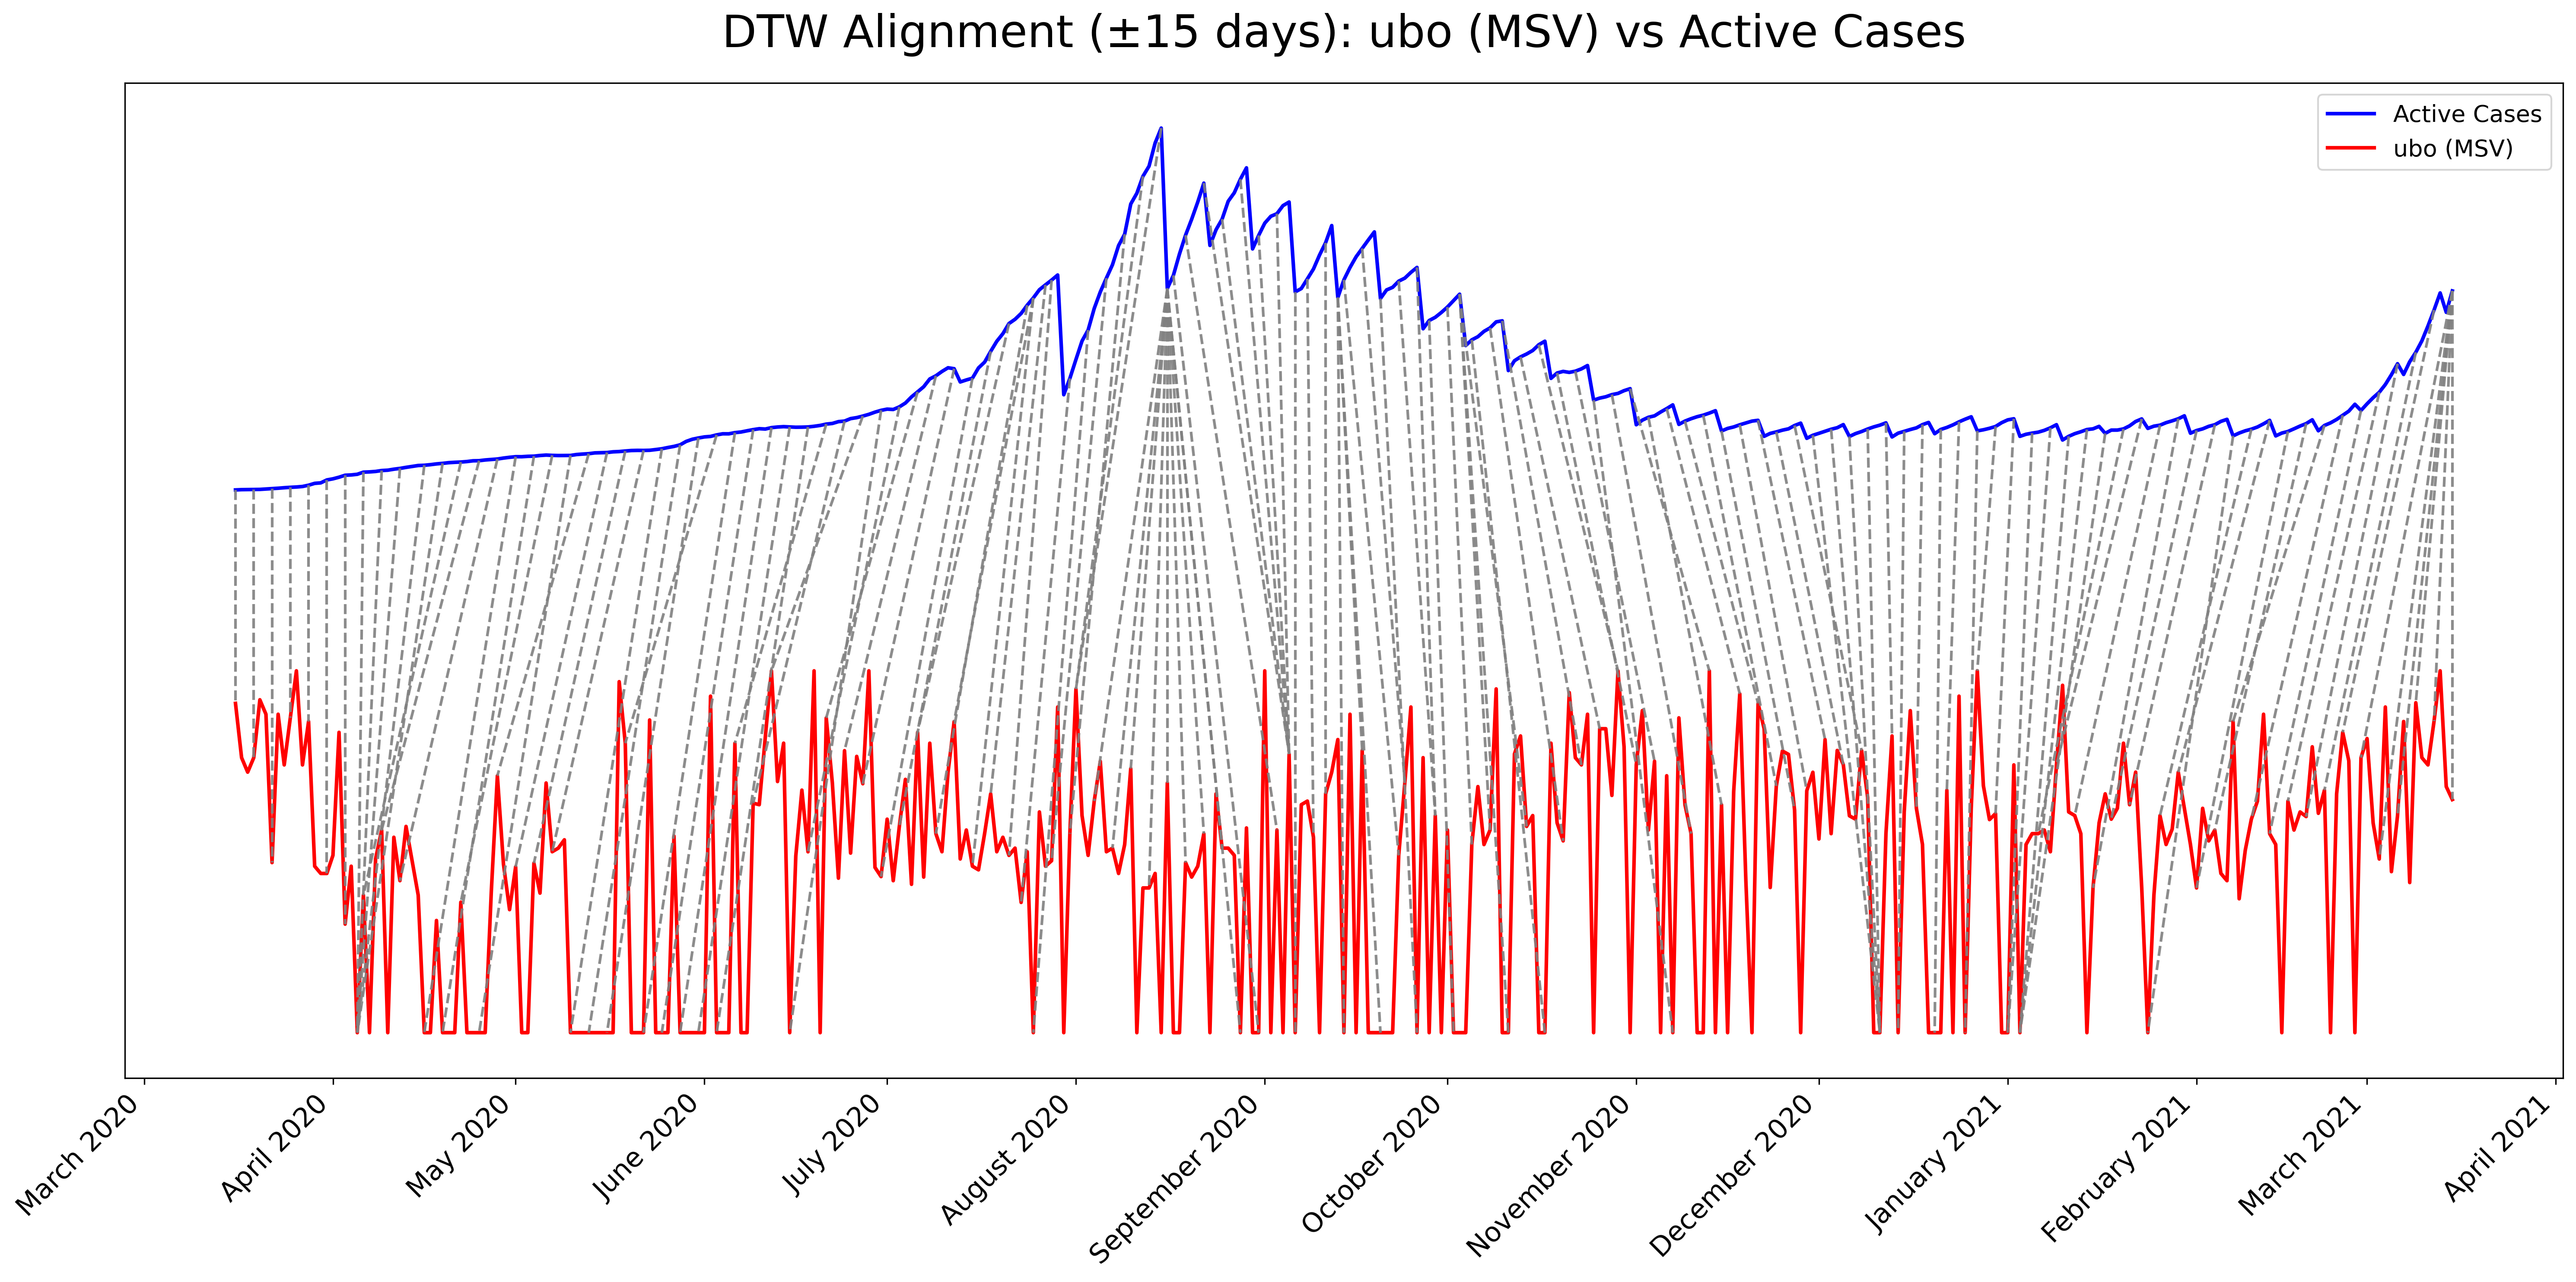 DTW Alignment (±15 days): ubo (MSV) vs Active Cases
Active Cases
ubo (MSV)
March 2020
April 2020
May 2020
June 2020
July 2020
August 2020
September 2020
October 2020
November 2020
December 2020
January 2021
February 2021
March 2021
April 2021